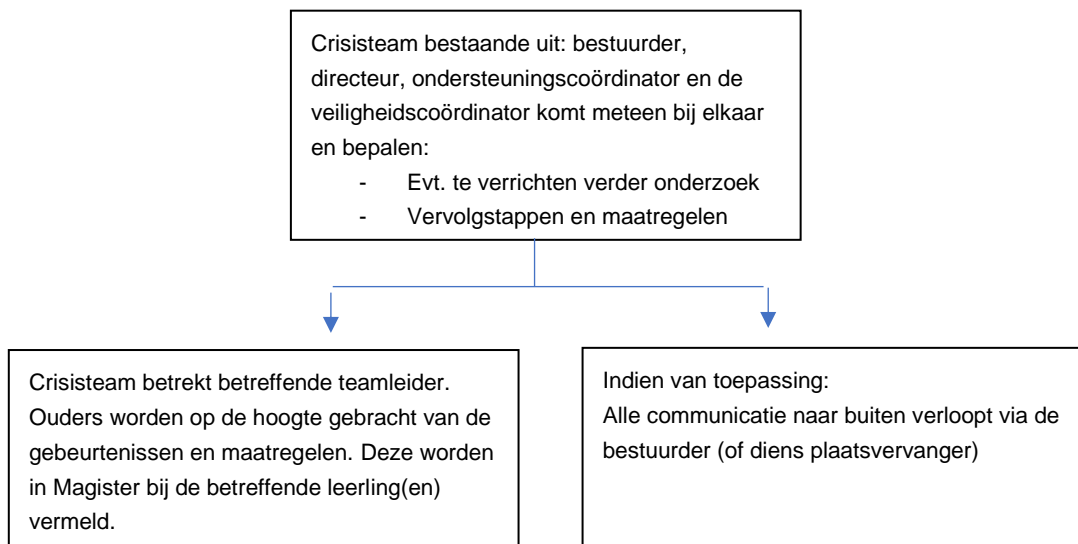 Crisisteam bestaande uit: bestuurder,
directeur, ondersteuningscoördinator en de
veiligheidscoördinator komt meteen bij elkaar
en bepalen:
- Evt. te verrichten verder onderzoek
- Vervolgstappen en maatregelen
Crisisteam betrekt betreffende teamleider.
Ouders worden op de hoogte gebracht van de
gebeurtenissen en maatregelen. Deze worden
in Magister bij de betreffende leerling(en)
vermeld.
Indien van toepassing:
Alle communicatie naar buiten verloopt via de
bestuurder (of diens plaatsvervanger)